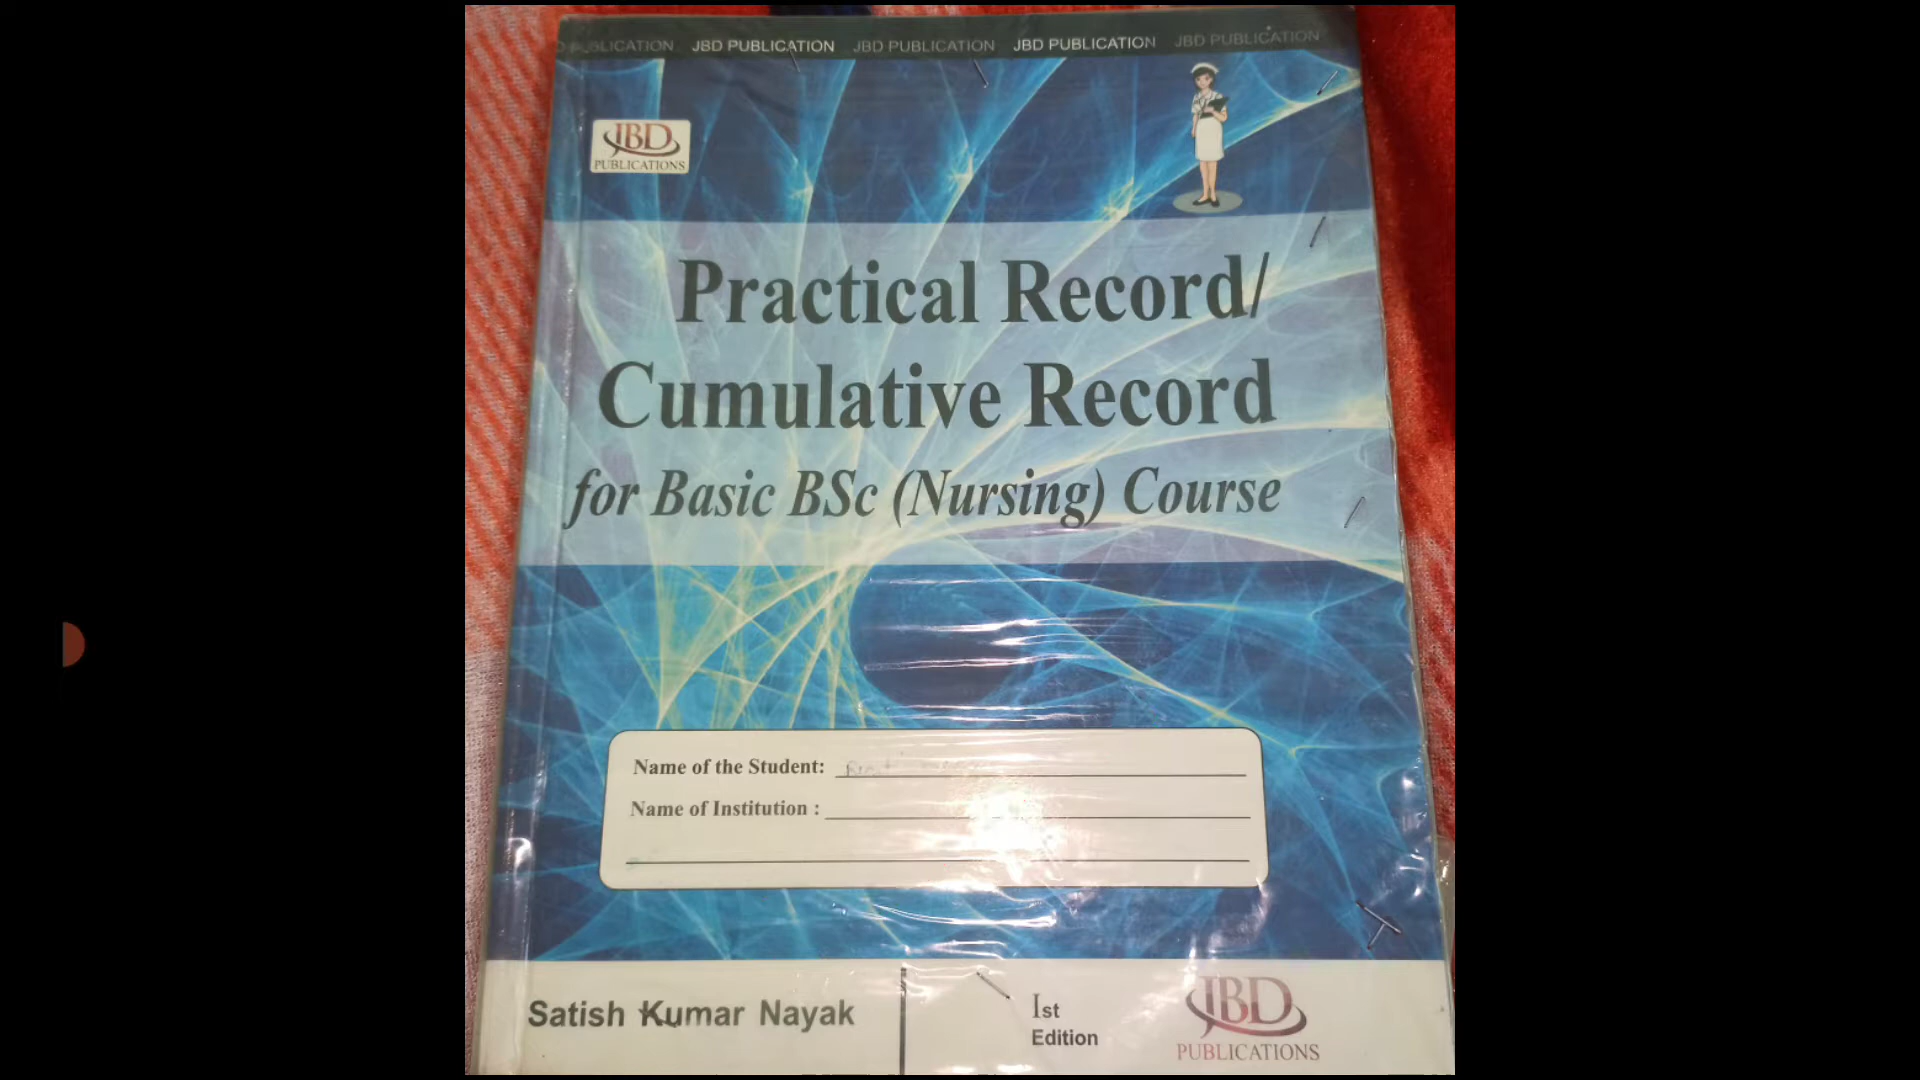 JBD PUBLICATION JBD PUBLICATION JBD PUBLICATION JBD PUBLICATION
JBD
PUBLICATIONS
Practical Record/
Cumulative Record
for Basic BSc (Nursing) Course
Name of the Student:
Name of Institution :
Satish Kumar Nayak
Ist
Edition
JBD
PUBLICATIONS